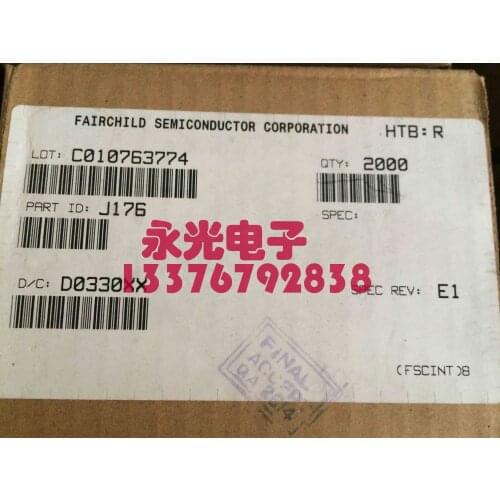 FAIRCHILD SEMICONDUCTOR CORPORATION HTB:R
LOT: C010763774 QTY: 2000
PART ID: J176 SPEC:
永光电子
13376792838
D/C: D0330XX SPEC REV: E1
FINAL
(FSCINT)8